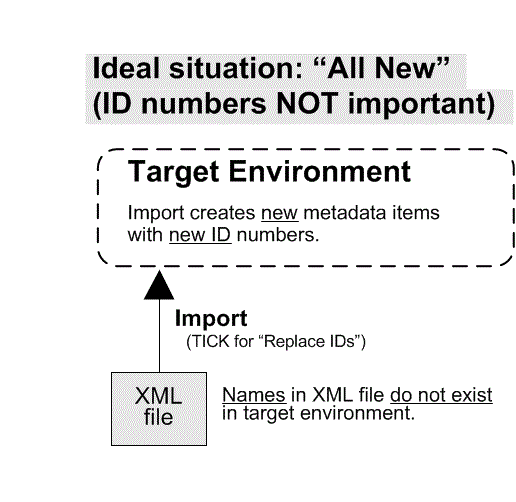 Ideal situation: “All New”
(ID numbers NOT important)
Target Environment
Import creates new metadata items
with new ID numbers.
Import
(TICK for “Replace IDs”)
XML
file
Names in XML file do not exist
in target environment.